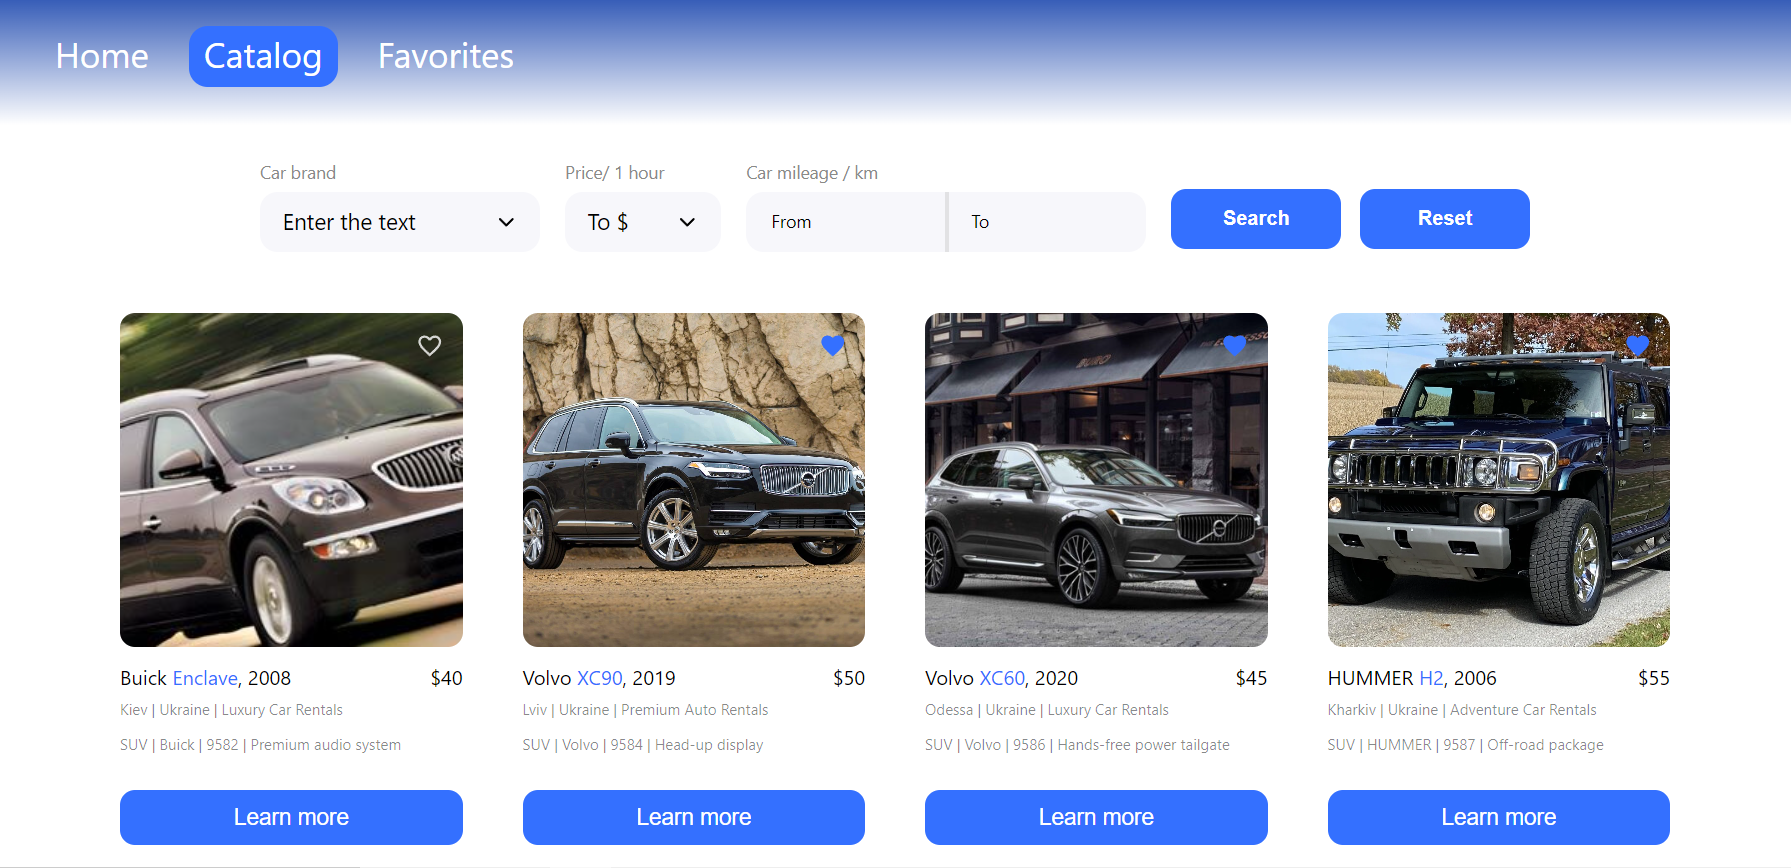 Home Catalog Favorites
Car brand Price/ 1 hour Car mileage / km
Enter the text To $ From To Search Reset
Buick Enclave, 2008 $40
Kiev | Ukraine | Luxury Car Rentals
SUV | Buick | 9582 | Premium audio system
Learn more
Volvo XC90, 2019 $50
Lviv | Ukraine | Premium Auto Rentals
SUV | Volvo | 9584 | Head-up display
Learn more
Volvo XC60, 2020 $45
Odessa | Ukraine | Luxury Car Rentals
SUV | Volvo | 9586 | Hands-free power tailgate
Learn more
HUMMER H2, 2006 $55
Kharkiv | Ukraine | Adventure Car Rentals
SUV | HUMMER | 9587 | Off-road package
Learn more